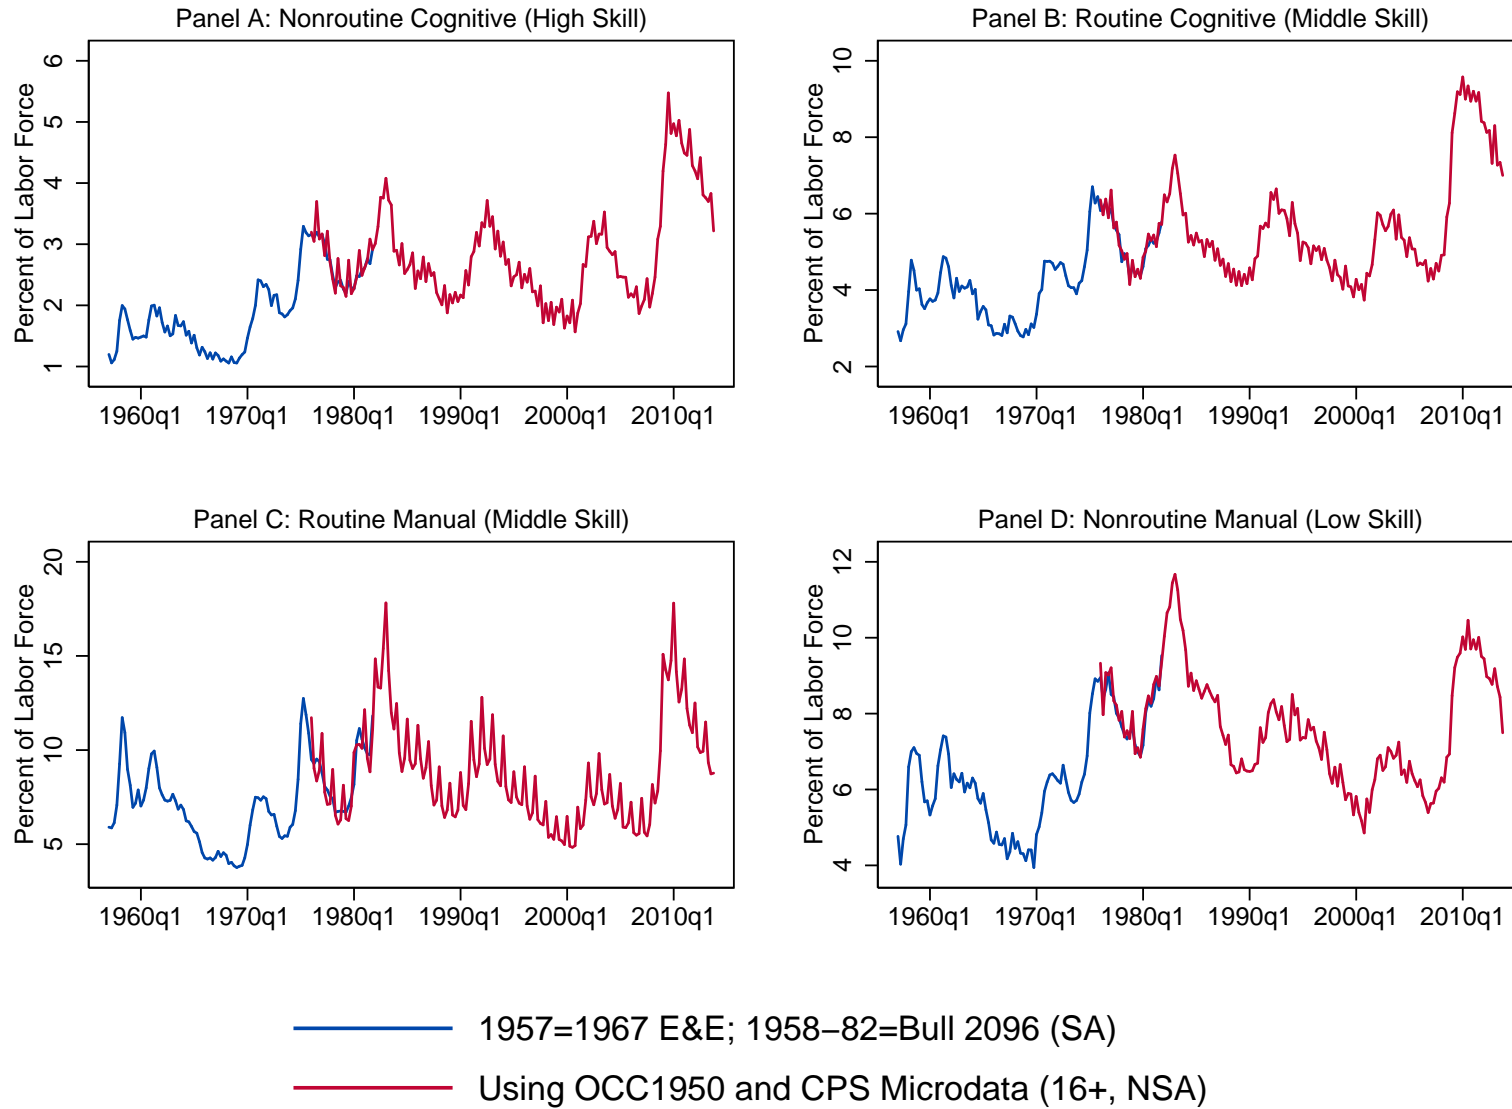 Panel A: Nonroutine Cognitive (High Skill)
Percent of Labor Force
6
5
4
3
2
1
1960q1 1970q1 1980q1 1990q1 2000q1 2010q1
Panel B: Routine Cognitive (Middle Skill)
Percent of Labor Force
10
8
6
4
2
1960q1 1970q1 1980q1 1990q1 2000q1 2010q1
Panel C: Routine Manual (Middle Skill)
Percent of Labor Force
20
15
10
5
1960q1 1970q1 1980q1 1990q1 2000q1 2010q1
Panel D: Nonroutine Manual (Low Skill)
Percent of Labor Force
12
10
8
6
4
1960q1 1970q1 1980q1 1990q1 2000q1 2010q1
1957=1967 E&E; 1958−82=Bull 2096 (SA)
Using OCC1950 and CPS Microdata (16+, NSA)